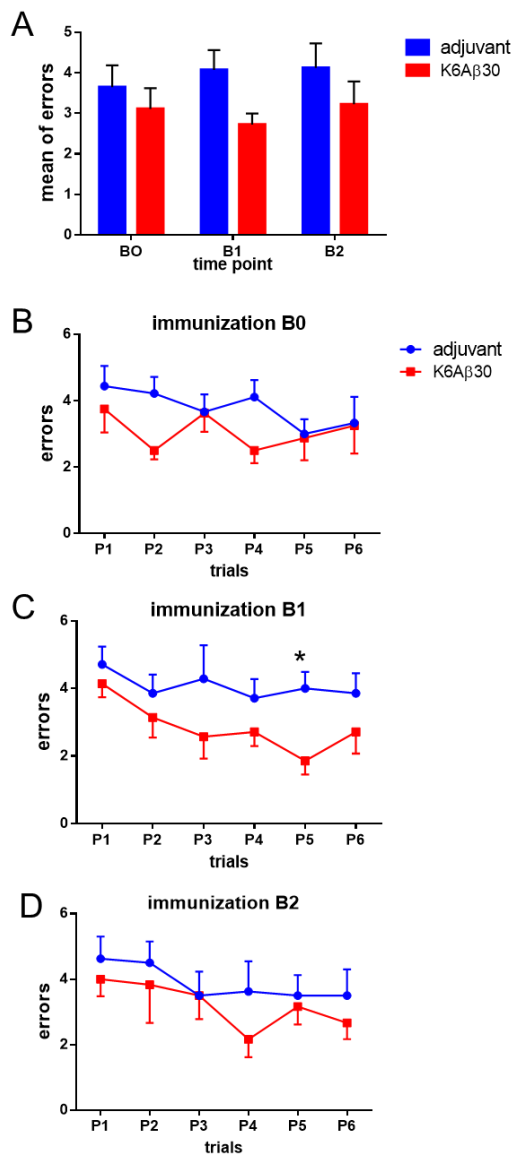 A
5
4
3
2
1
0
mean of errors
BO
B1
B2
time point
adjuvant
K6Aβ30
B
immunization B0
6
4
2
0
errors
P1
P2
P3
P4
P5
P6
trials
adjuvant
K6Aβ30
C
immunization B1
6
4
2
0
errors
*
P1
P2
P3
P4
P5
P6
trials
D
immunization B2
6
4
2
0
errors
P1
P2
P3
P4
P5
P6
trials